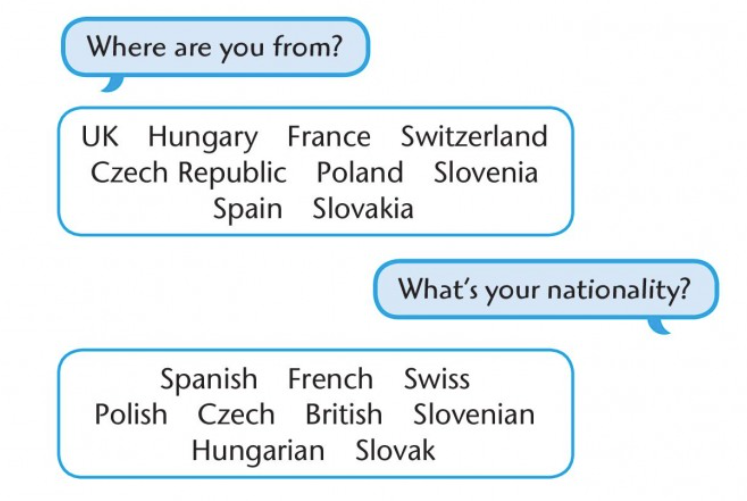 Where are you from?
UK Hungary France Switzerland
Czech Republic Poland Slovenia
Spain Slovakia
What's your nationality?
Spanish French Swiss
Polish Czech British Slovenian
Hungarian Slovak